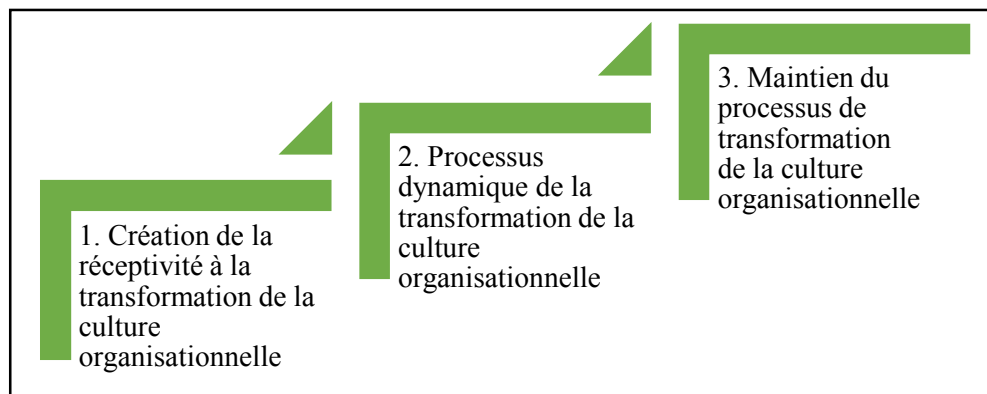 1. Création de la
réceptivité à la
transformation de la
culture
organisationnelle
2. Processus
dynamique de la
transformation de la
culture
organisationnelle
3. Maintien du
processus de
transformation
de la culture
organisationnelle